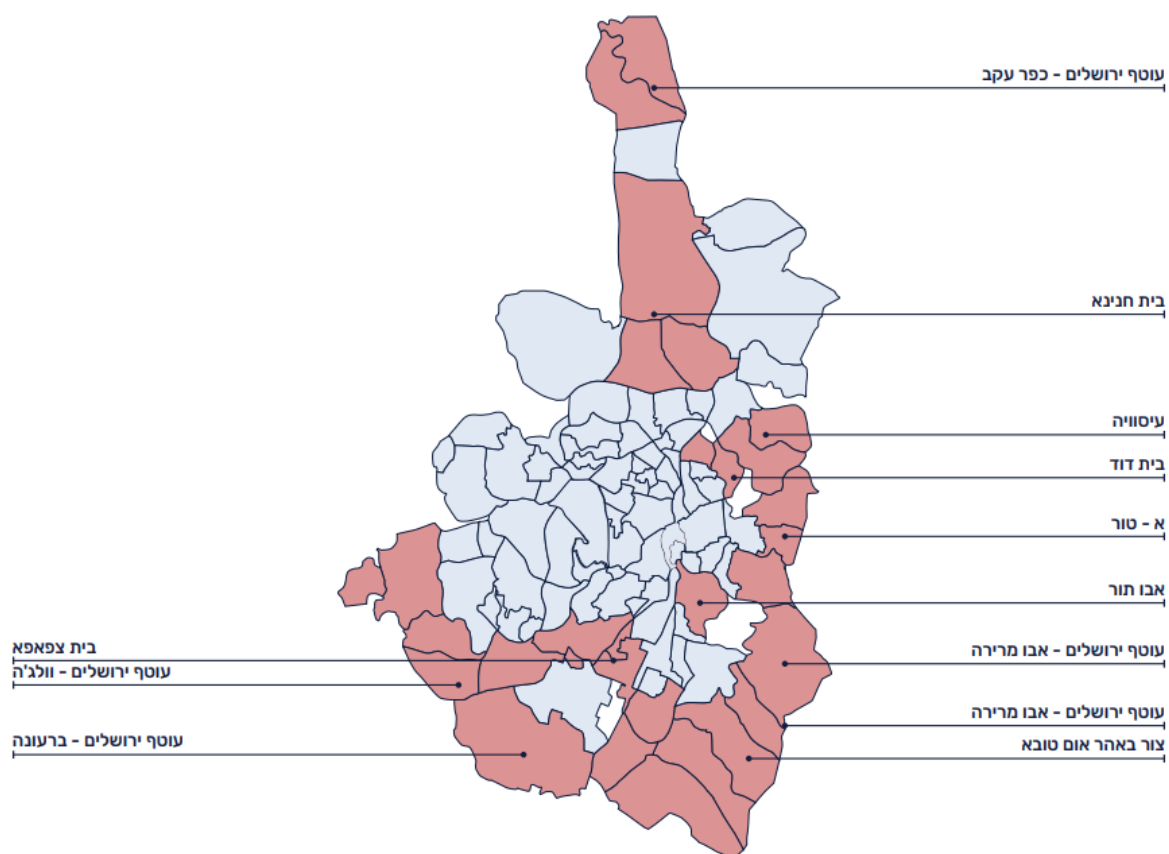 עוטף ירושלים - כפר עקב
בית חנינא
עיסוויה
בית דוד
א - טור
אבו תור
בית צפאפא
עוטף ירושלים - אבו מרירה
עוטף ירושלים - וולג'ה
עוטף ירושלים - אבו מרירה
עוטף ירושלים - ברעונה
צור באהר אום טובא